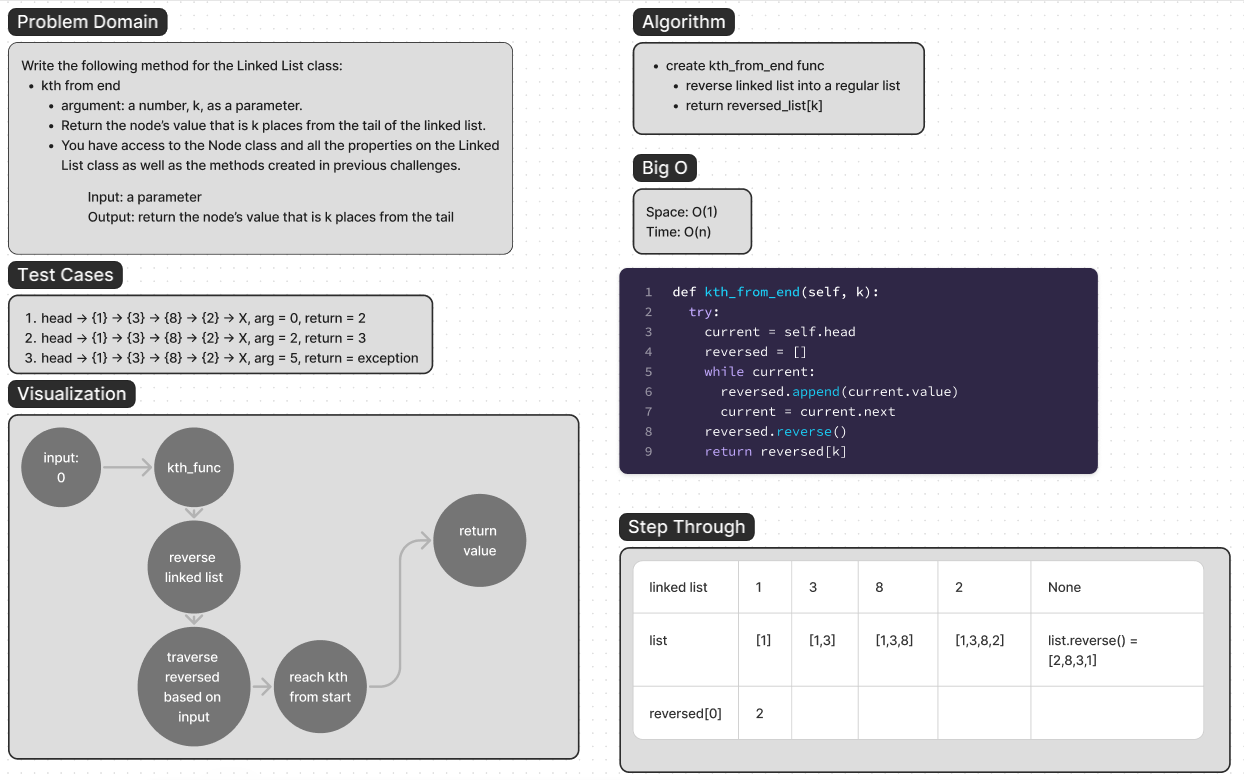 Problem Domain
Write the following method for the Linked List class:
• kth from end
• argument: a number, k, as a parameter.
• Return the node’s value that is k places from the tail of the linked list.
• You have access to the Node class and all the properties on the Linked
List class as well as the methods created in previous challenges.
Input: a parameter
Output: return the node’s value that is k places from the tail
Test Cases
1. head → {1} → {3} → {8} → {2} → X, arg = 0, return = 2
2. head → {1} → {3} → {8} → {2} → X, arg = 2, return = 3
3. head → {1} → {3} → {8} → {2} → X, arg = 5, return = exception
Visualization
input:
0
kth_func
reverse
linked list
traverse
reversed
based on
input
reach kth
from start
return
value
Algorithm
• create kth_from_end func
• reverse linked list into a regular list
• return reversed_list[k]
Big O
Space: O(1)
Time: O(n)
1 def kth_from_end(self, k):
2 try:
3 current = self.head
4 reversed = []
5 while current:
6 reversed.append(current.value)
7 current = current.next
8 reversed.reverse()
9 return reversed[k]
Step Through
linked list 1 3 8 2 None
list [1] [1,3] [1,3,8] [1,3,8,2] list.reverse() =
[2,8,3,1]
reversed[0] 2